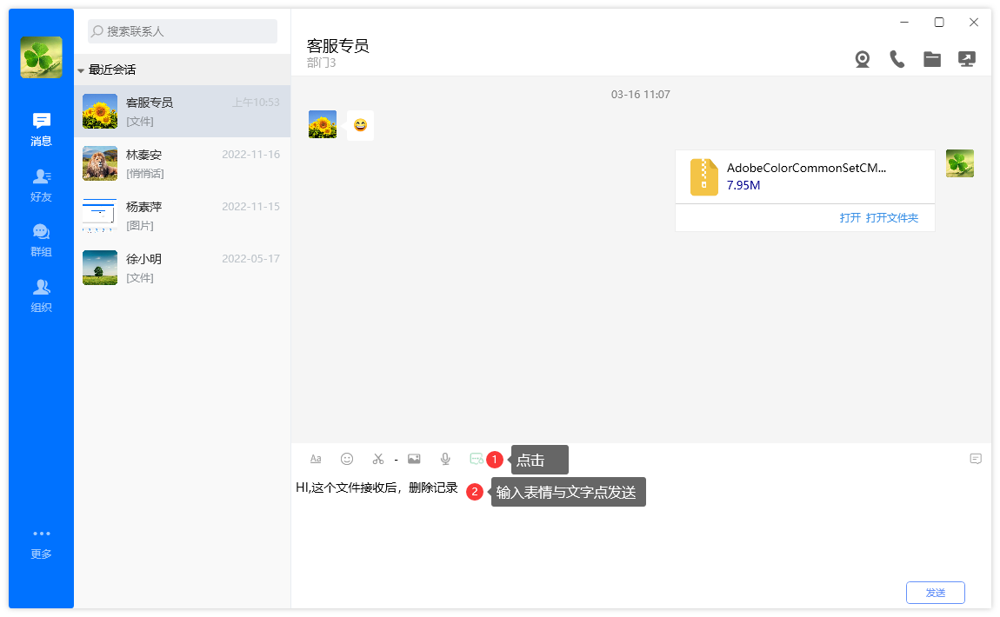 搜索联系人
最近会话
消息
好友
群组
组织
更多
客服专员
上午10:53
[文件]
林秦安
2022-11-16
[悄悄话]
杨素萍
2022-11-15
[图片]
徐小明
2022-05-17
[文件]
客服专员
部门3
03-16 11:07
AdobeColorCommonSetCM...
7.95M
打开 打开文件夹
Aa
1 点击
HI,这个文件接收后，删除记录
2 输入表情与文字点发送
发送